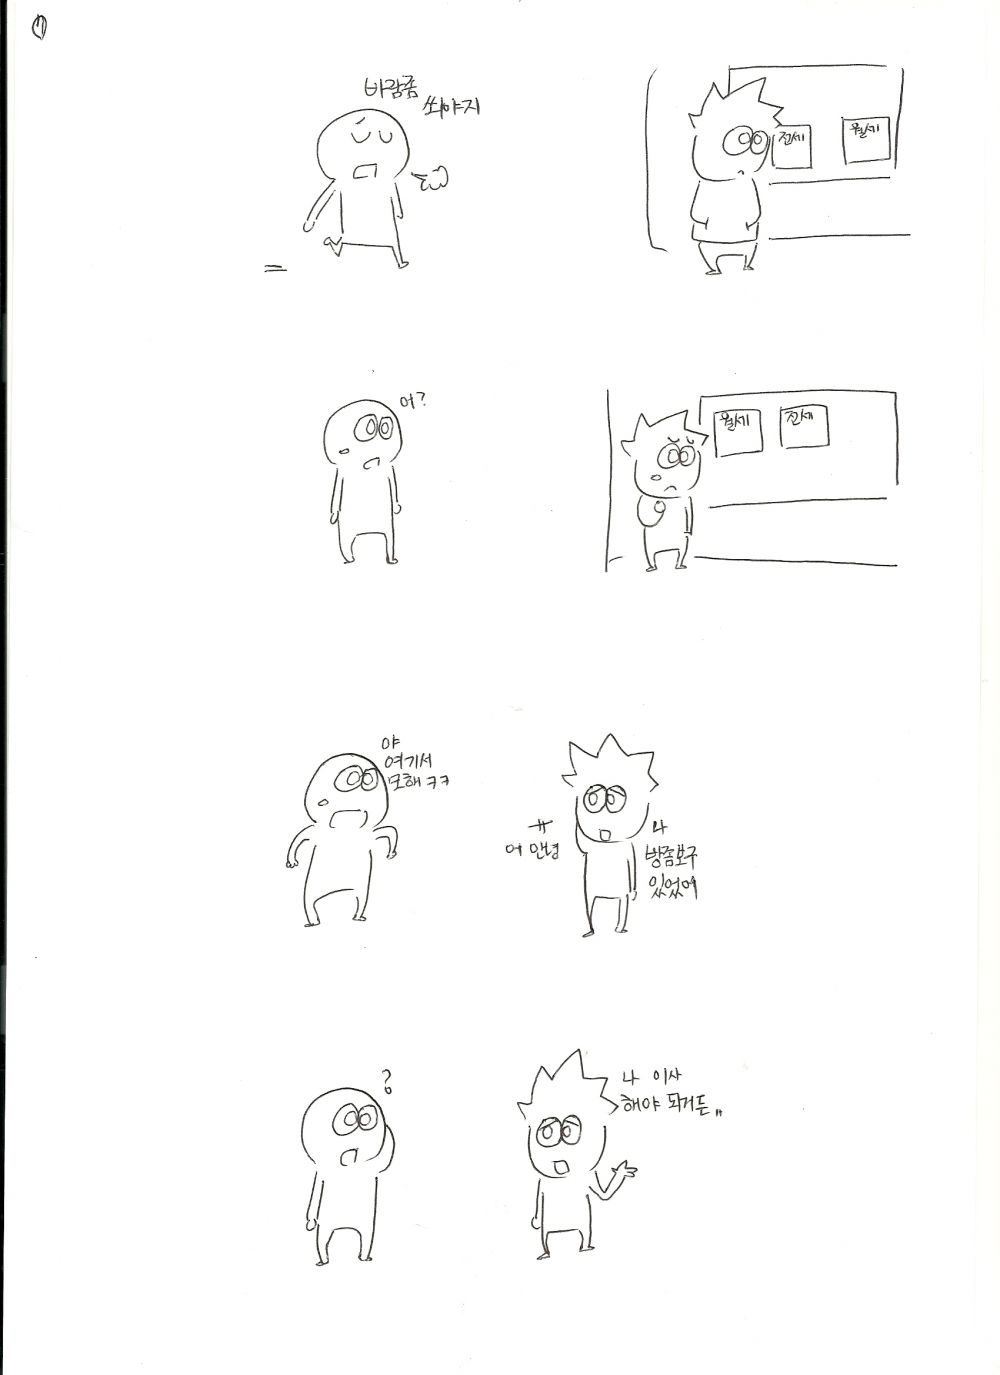 ①
바람좀
쐬야지
전세
월세
어?
월세
전세
야
여기서
모해 ㅋㅋ
ㅠ
어 안녕
나
방좀보구
있었어
?
나 이사
해야 되거든,,